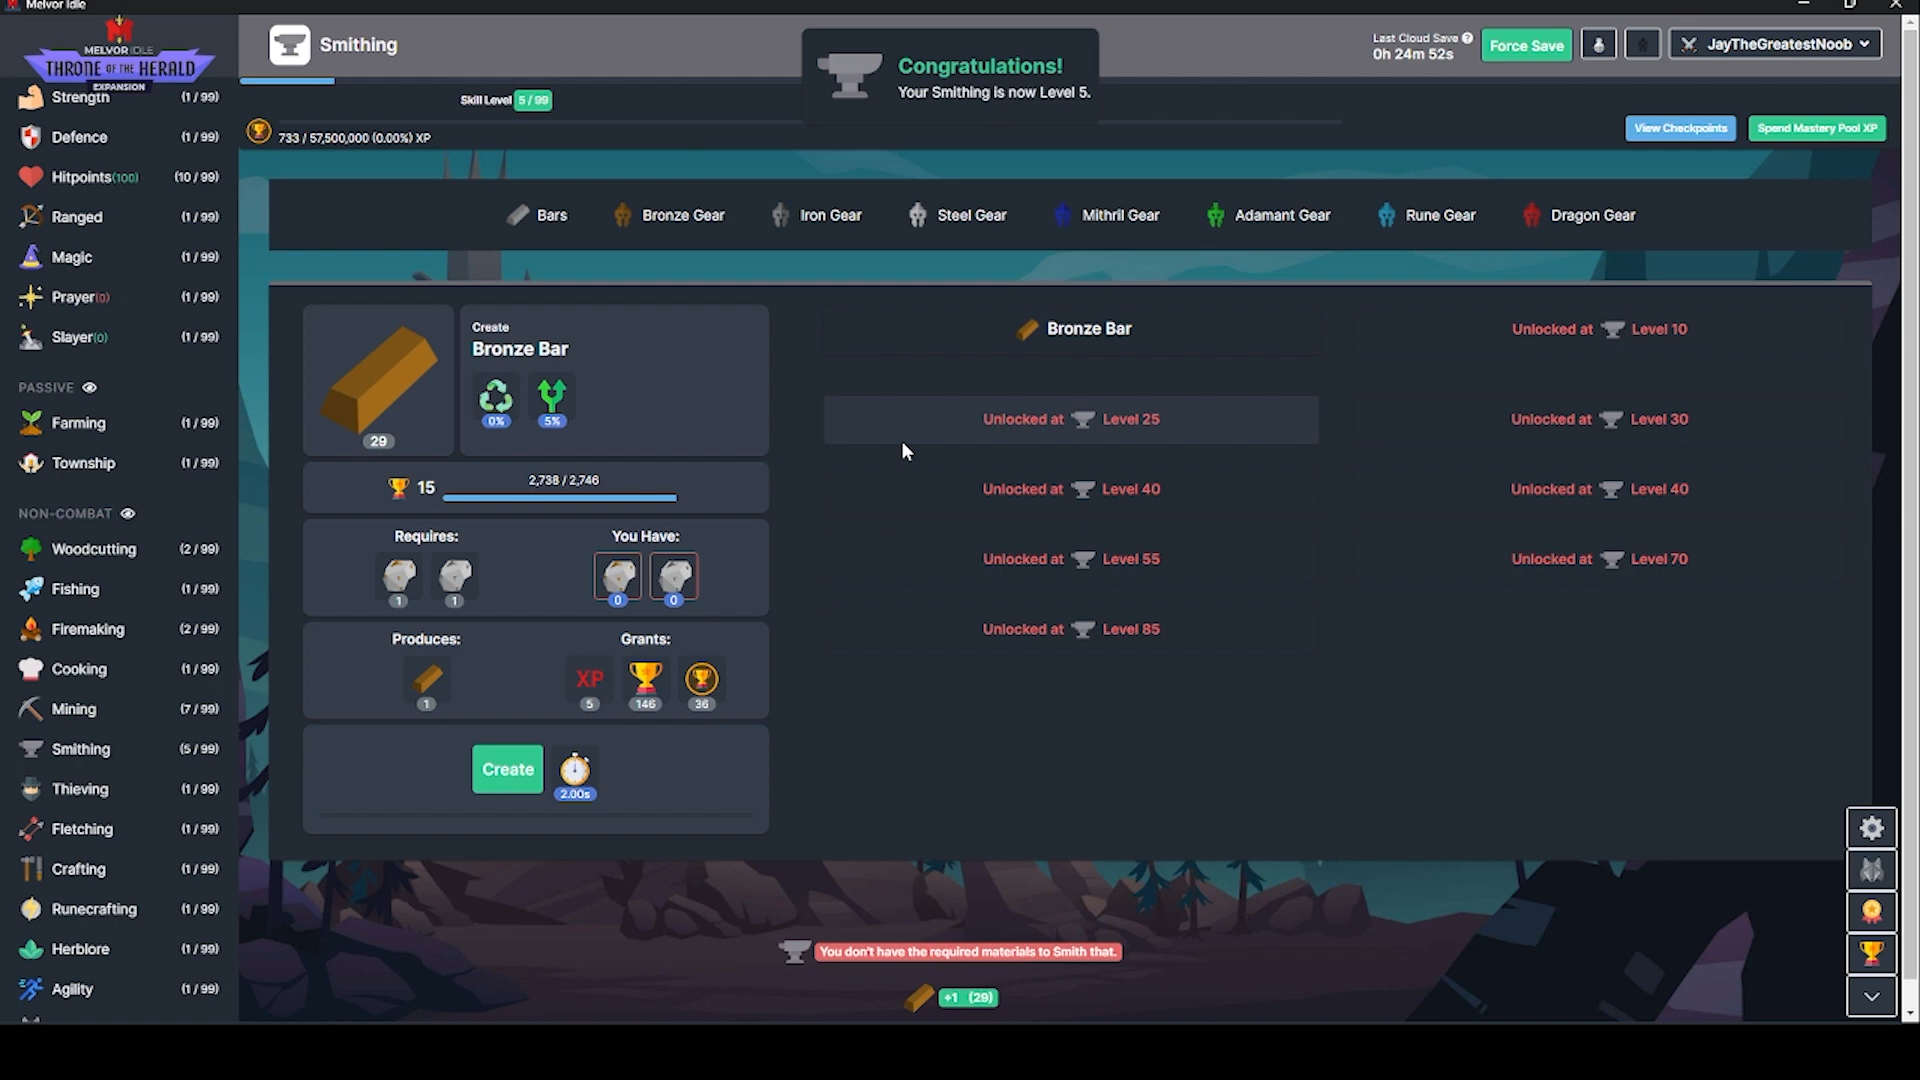 Melvor Idle
MELVOR IDLE
THRONE OF THE HERALD
EXPANSION
Strength (1 / 99)
Defence (1 / 99)
Hitpoints(100) (10 / 99)
Ranged (1 / 99)
Magic (1 / 99)
Prayer(0) (1 / 99)
Slayer(0) (1 / 99)
PASSIVE
Farming (1 / 99)
Township (1 / 99)
NON-COMBAT
Woodcutting (2 / 99)
Fishing (1 / 99)
Firemaking (2 / 99)
Cooking (1 / 99)
Mining (7 / 99)
Smithing (5 / 99)
Thieving (1 / 99)
Fletching (1 / 99)
Crafting (1 / 99)
Runecrafting (1 / 99)
Herblore (1 / 99)
Agility (1 / 99)
Smithing
Congratulations!
Your Smithing is now Level 5.
Last Cloud Save
0h 24m 52s
Force Save
JayTheGreatestNoob
Skill Level 5 / 99
733 / 57,500,000 (0.00%) XP
View Checkpoints
Spend Mastery Pool XP
Bars Bronze Gear Iron Gear Steel Gear Mithril Gear Adamant Gear Rune Gear Dragon Gear
Create
Bronze Bar
0% 5%
29
15 2,738 / 2,746
Requires: You Have:
1 1 0 0
Produces: Grants:
XP
1 5 146 36
Create
2.00s
Bronze Bar
Unlocked at Level 10
Unlocked at Level 25
Unlocked at Level 30
Unlocked at Level 40
Unlocked at Level 40
Unlocked at Level 55
Unlocked at Level 70
Unlocked at Level 85
You don't have the required materials to Smith that.
+1 (29)